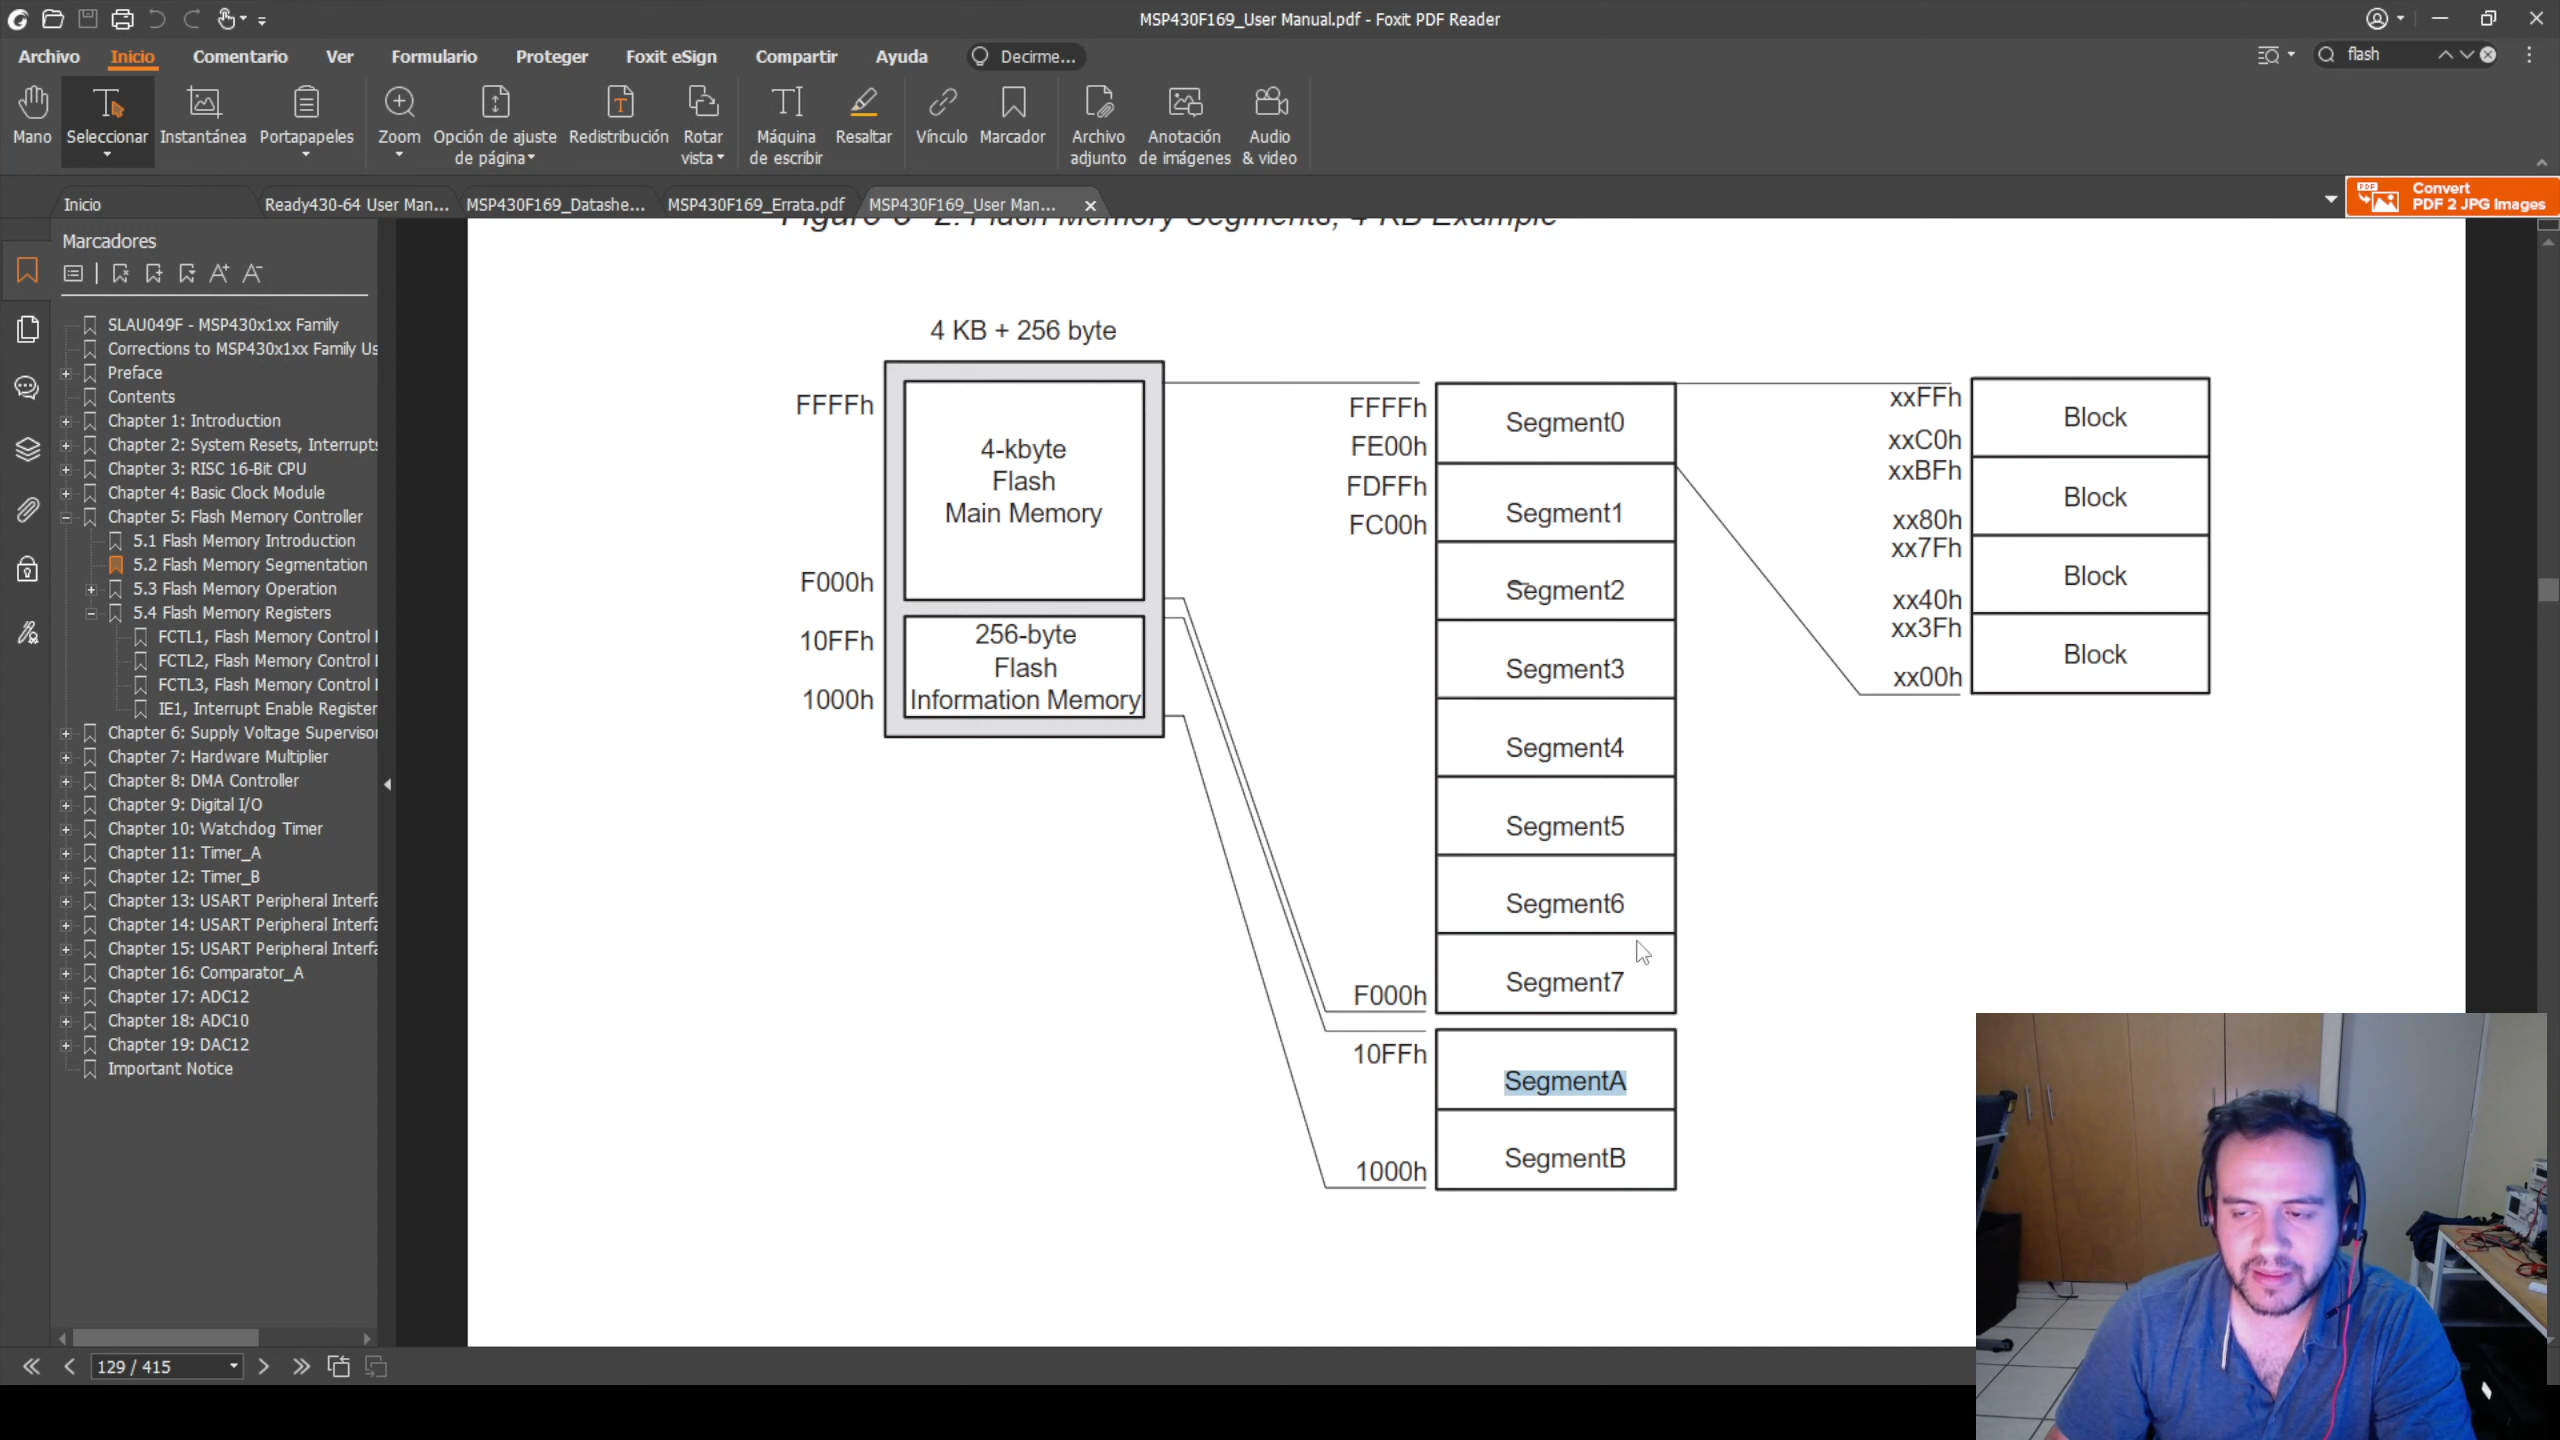 MSP430F169_User Manual.pdf - Foxit PDF Reader
Archivo Inicio Comentario Ver Formulario Proteger Foxit eSign Compartir Ayuda Decirme... flash
Mano Seleccionar Instantánea Portapapeles Zoom Opción de ajuste de página Redistribución Rotar vista Máquina de escribir Resaltar Vínculo Marcador Archivo adjunto Anotación de imágenes Audio & video
Inicio Ready430-64 User Man... MSP430F169_Datashe... MSP430F169_Errata.pdf MSP430F169_User Man...
PDF
Convert
PDF 2 JPG Images
Marcadores
SLAU049F - MSP430x1xx Family
Corrections to MSP430x1xx Family Us
Preface
Contents
Chapter 1: Introduction
Chapter 2: System Resets, Interrupts
Chapter 3: RISC 16-Bit CPU
Chapter 4: Basic Clock Module
Chapter 5: Flash Memory Controller
5.1 Flash Memory Introduction
5.2 Flash Memory Segmentation
5.3 Flash Memory Operation
5.4 Flash Memory Registers
FCTL1, Flash Memory Control
FCTL2, Flash Memory Control
FCTL3, Flash Memory Control
IE1, Interrupt Enable Register
Chapter 6: Supply Voltage Supervisor
Chapter 7: Hardware Multiplier
Chapter 8: DMA Controller
Chapter 9: Digital I/O
Chapter 10: Watchdog Timer
Chapter 11: Timer_A
Chapter 12: Timer_B
Chapter 13: USART Peripheral Interfa
Chapter 14: USART Peripheral Interfa
Chapter 15: USART Peripheral Interfa
Chapter 16: Comparator_A
Chapter 17: ADC12
Chapter 18: ADC10
Chapter 19: DAC12
Important Notice
Flash Memory Segments, 4-KB Example
4 KB + 256 byte
FFFFh
4-kbyte
Flash
Main Memory
F000h
10FFh
256-byte
Flash
Information Memory
1000h
FFFFh
FE00h
FDFFh
FC00h
F000h
10FFh
1000h
Segment0
Segment1
Segment2
Segment3
Segment4
Segment5
Segment6
Segment7
SegmentA
SegmentB
xxFFh
xxC0h
xxBFh
xx80h
xx7Fh
xx40h
xx3Fh
xx00h
Block
Block
Block
Block
129 / 415